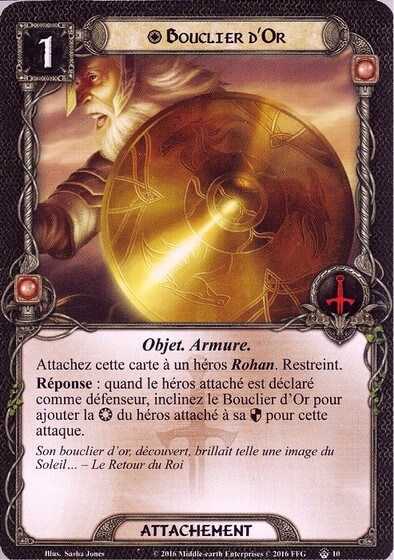 1
Bouclier d'Or
Objet. Armure.
Attachez cette carte à un héros Rohan. Restreint.
Réponse : quand le héros attaché est déclaré
comme défenseur, inclinez le Bouclier d'Or pour
ajouter la du héros attaché à sa pour cette
attaque.
Son bouclier d'or, découvert, brillait telle une image du
Soleil... – Le Retour du Roi
ATTACHEMENT
Illus. Sasha Jones © 2016 Middle-earth Enterprises © 2016 FFG 10